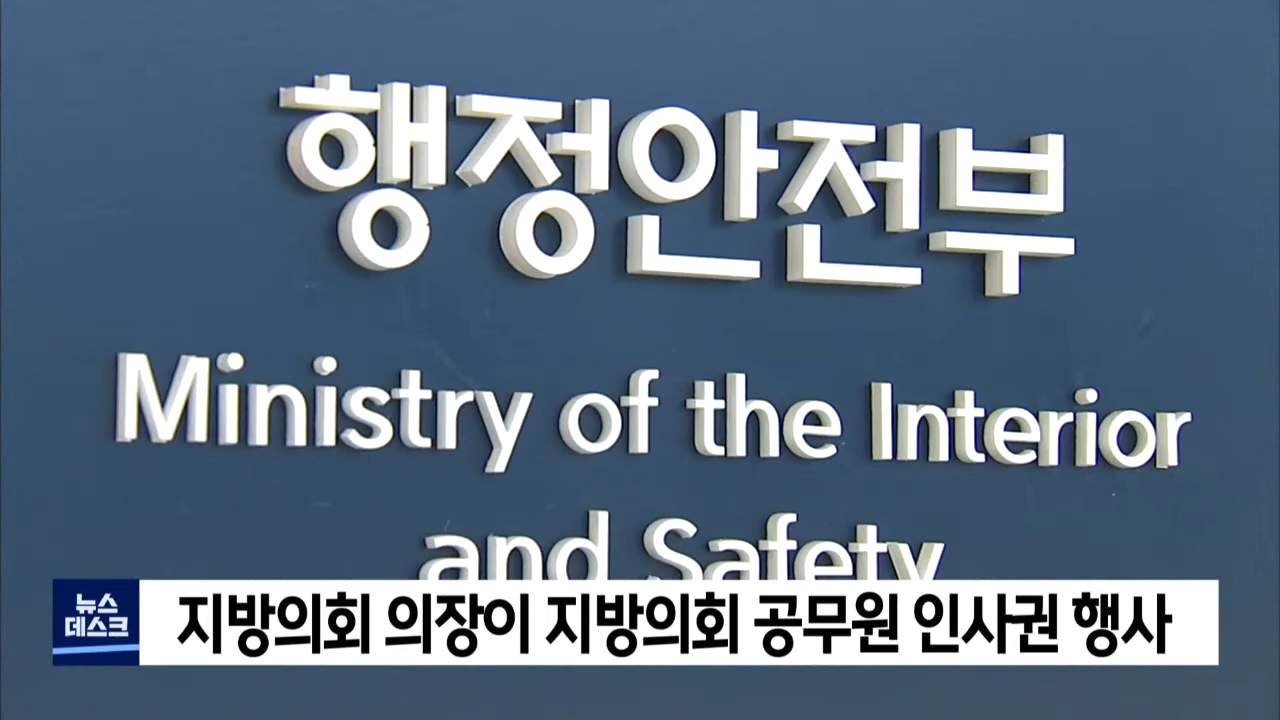 행정안전부
Ministry of the Interior
and Safety
뉴스
데스크
지방의회 의장이 지방의회 공무원 인사권 행사